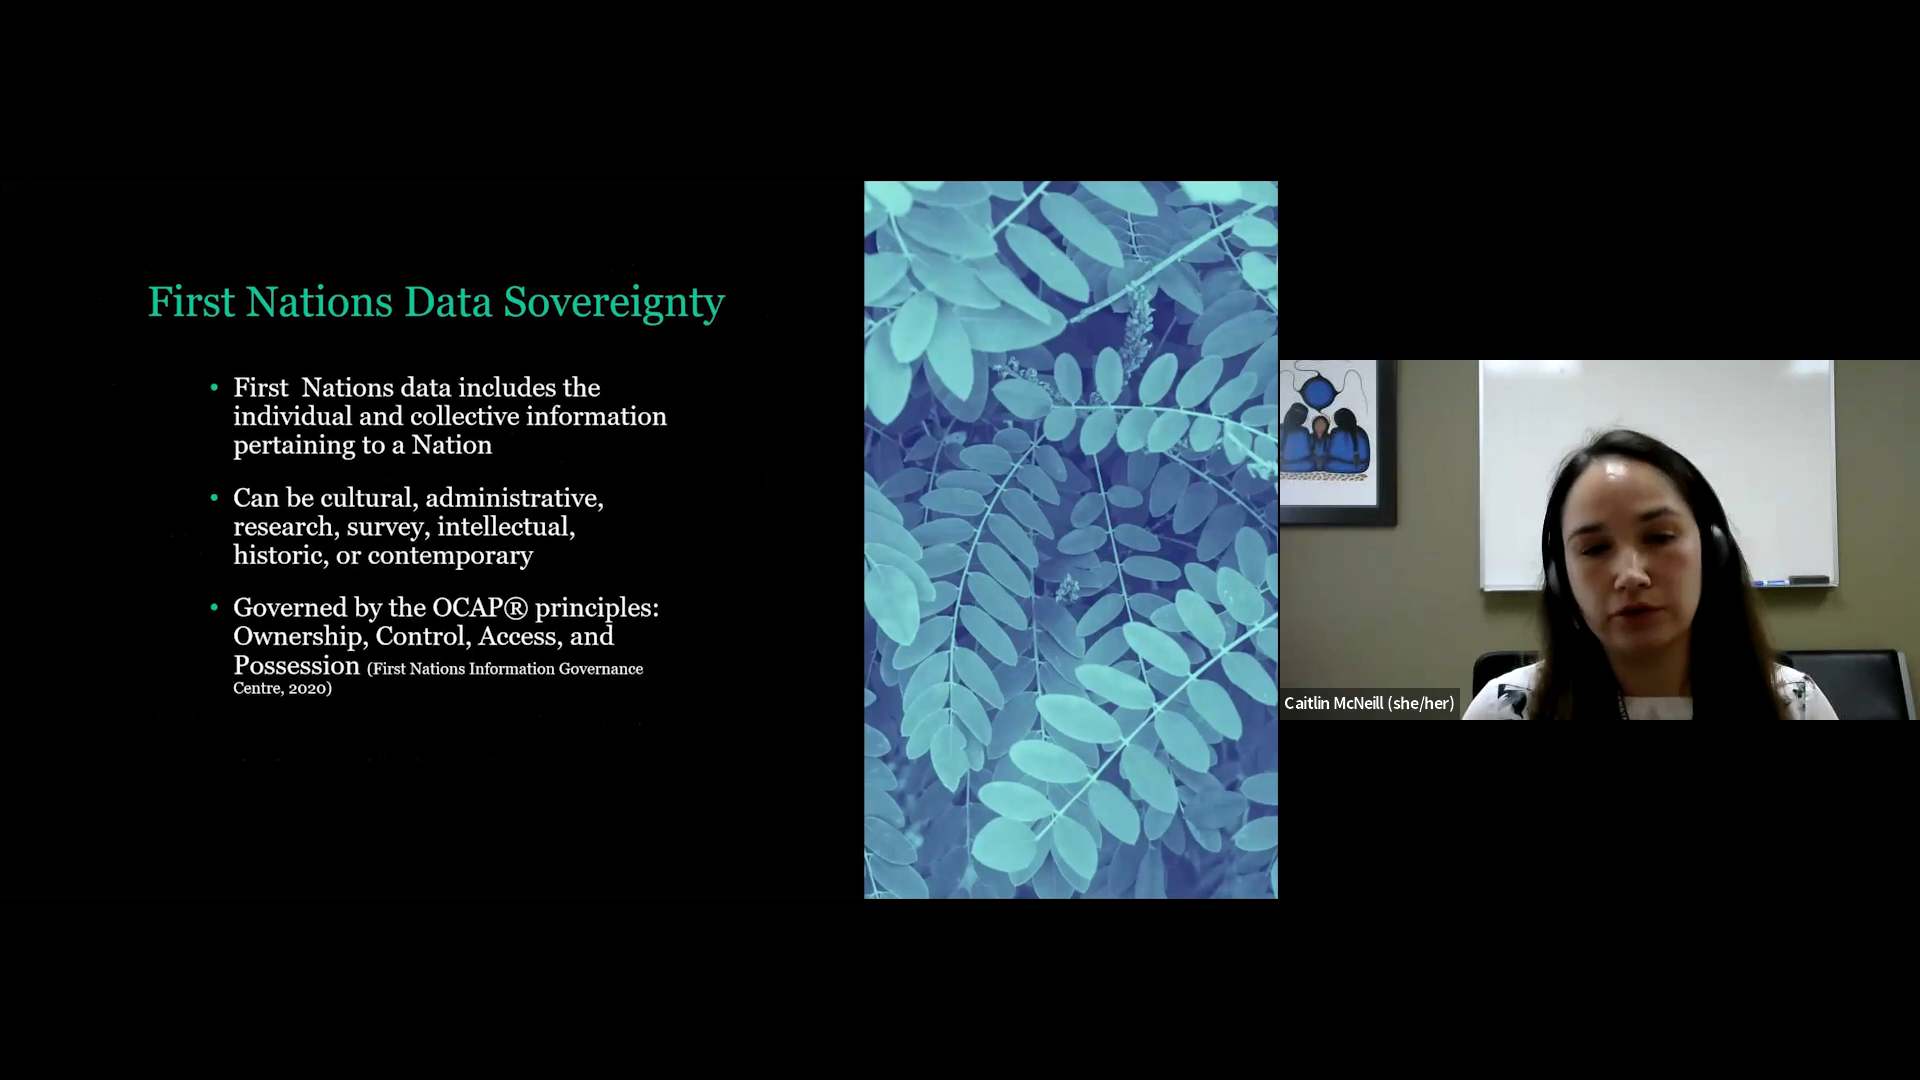 First Nations Data Sovereignty
• First  Nations data includes the
individual and collective information
pertaining to a Nation
• Can be cultural, administrative,
research, survey, intellectual,
historic, or contemporary
• Governed by the OCAP® principles:
Ownership, Control, Access, and
Possession (First Nations Information Governance
Centre, 2020)
Caitlin McNeill (she/her)